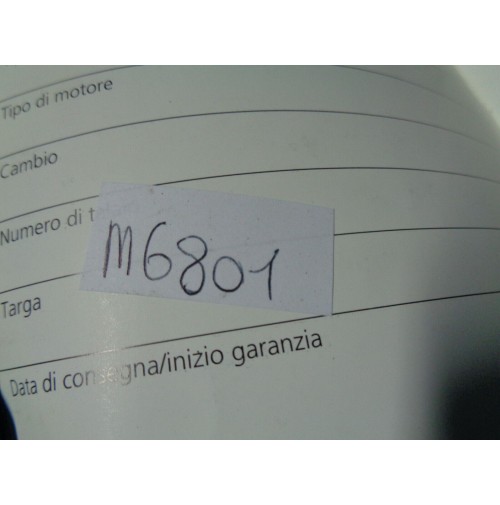 Tipo di motore
Cambio
Numero di t
M6801
Targa
Data di consegna/inizio garanzia